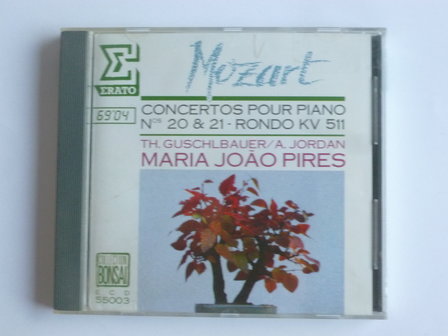 Mozart
ERATO
69'04
CONCERTOS POUR PIANO
Nos 20 & 21 - RONDO KV 511
TH. GUSCHLBAUER/A. JORDAN
MARIA JOÃO PIRES
COLLECTION
BONSAI
ECD
55003